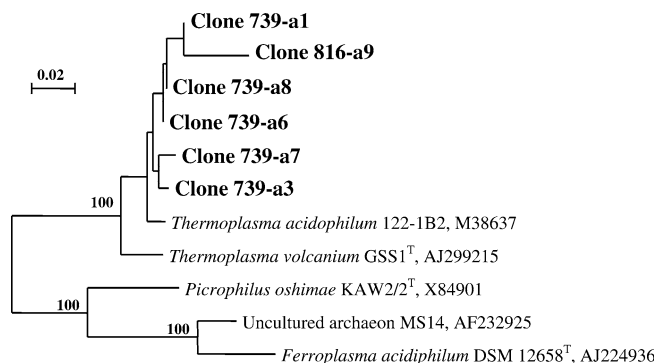 Clone 739-a1
Clone 816-a9
0.02
Clone 739-a8
Clone 739-a6
Clone 739-a7
Clone 739-a3
100
Thermoplasma acidophilum 122-1B2, M38637
Thermoplasma volcanium GSS1T, AJ299215
Picrophilus oshimae KAW2/2T, X84901
100
Uncultured archaeon MS14, AF232925
100
Ferroplasma acidiphilum DSM 12658T, AJ224936